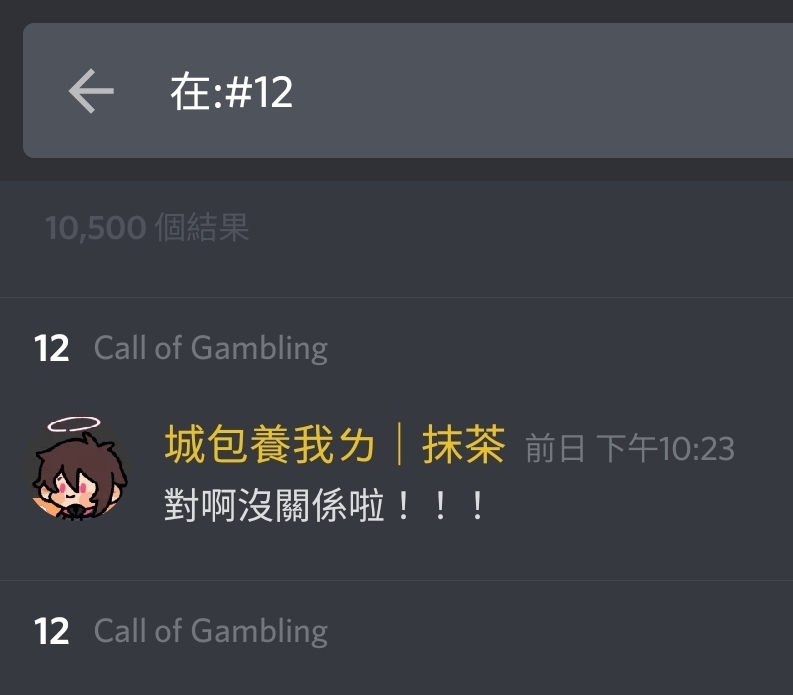 在:#12
10,500 個結果
12 Call of Gambling
城包養我ㄌ｜抹茶 前日 下午10:23
對啊沒關係啦！！！
12 Call of Gambling